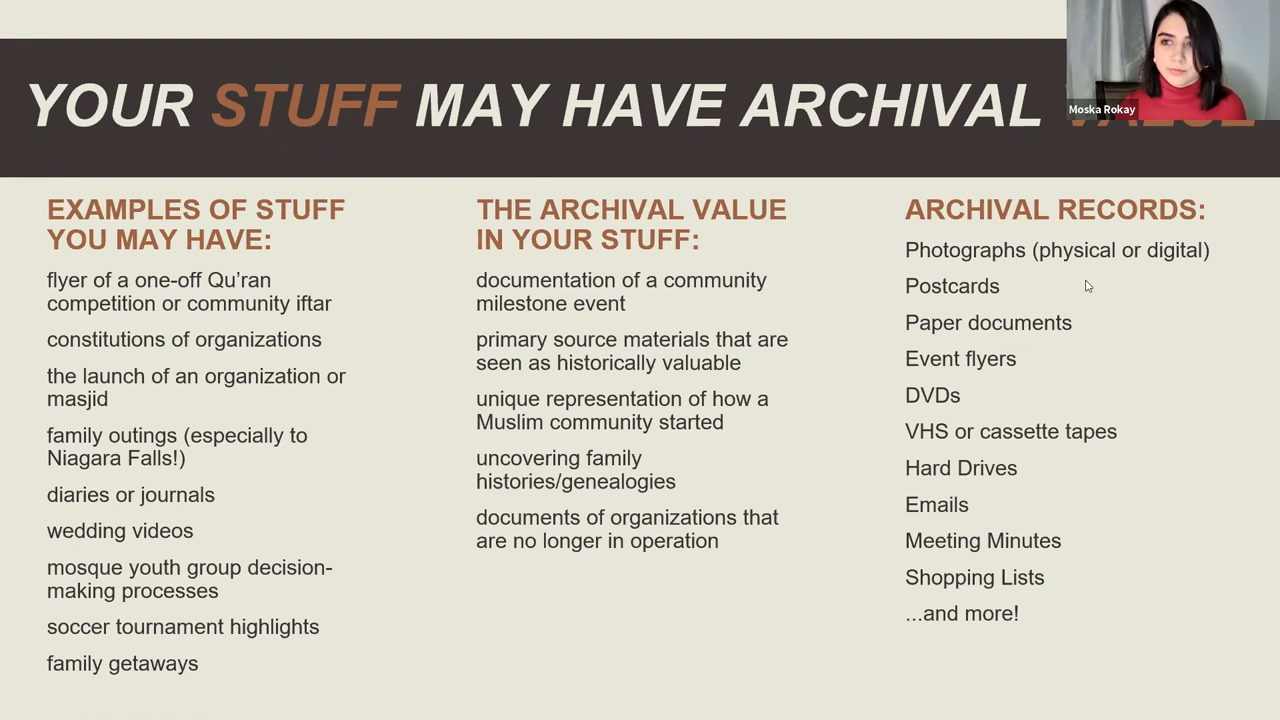 YOUR STUFF MAY HAVE ARCHIVAL
Moska Rokay
EXAMPLES OF STUFF
YOU MAY HAVE:
flyer of a one-off Qu’ran
competition or community iftar
constitutions of organizations
the launch of an organization or
masjid
family outings (especially to
Niagara Falls!)
diaries or journals
wedding videos
mosque youth group decision-
making processes
soccer tournament highlights
family getaways
THE ARCHIVAL VALUE
IN YOUR STUFF:
documentation of a community
milestone event
primary source materials that are
seen as historically valuable
unique representation of how a
Muslim community started
uncovering family
histories/genealogies
documents of organizations that
are no longer in operation
ARCHIVAL RECORDS:
Photographs (physical or digital)
Postcards
Paper documents
Event flyers
DVDs
VHS or cassette tapes
Hard Drives
Emails
Meeting Minutes
Shopping Lists
...and more!